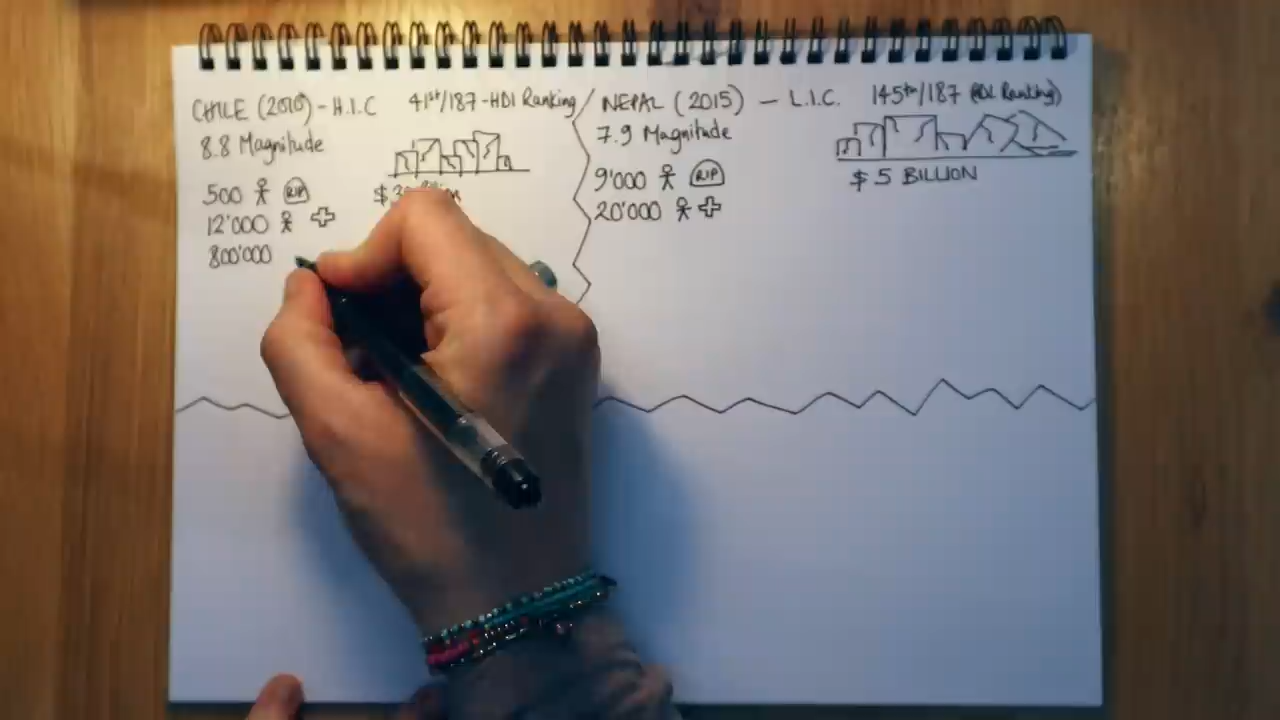 CHILE (2010) - H.I.C 41st/187 - HDI Ranking
8.8 Magnitude
500 RIP
12'000
800'000
NEPAL (2015) - L.I.C. 145th/187 (HDI Ranking)
7.9 Magnitude
9'000 RIP
20'000
$ 5 BILLION